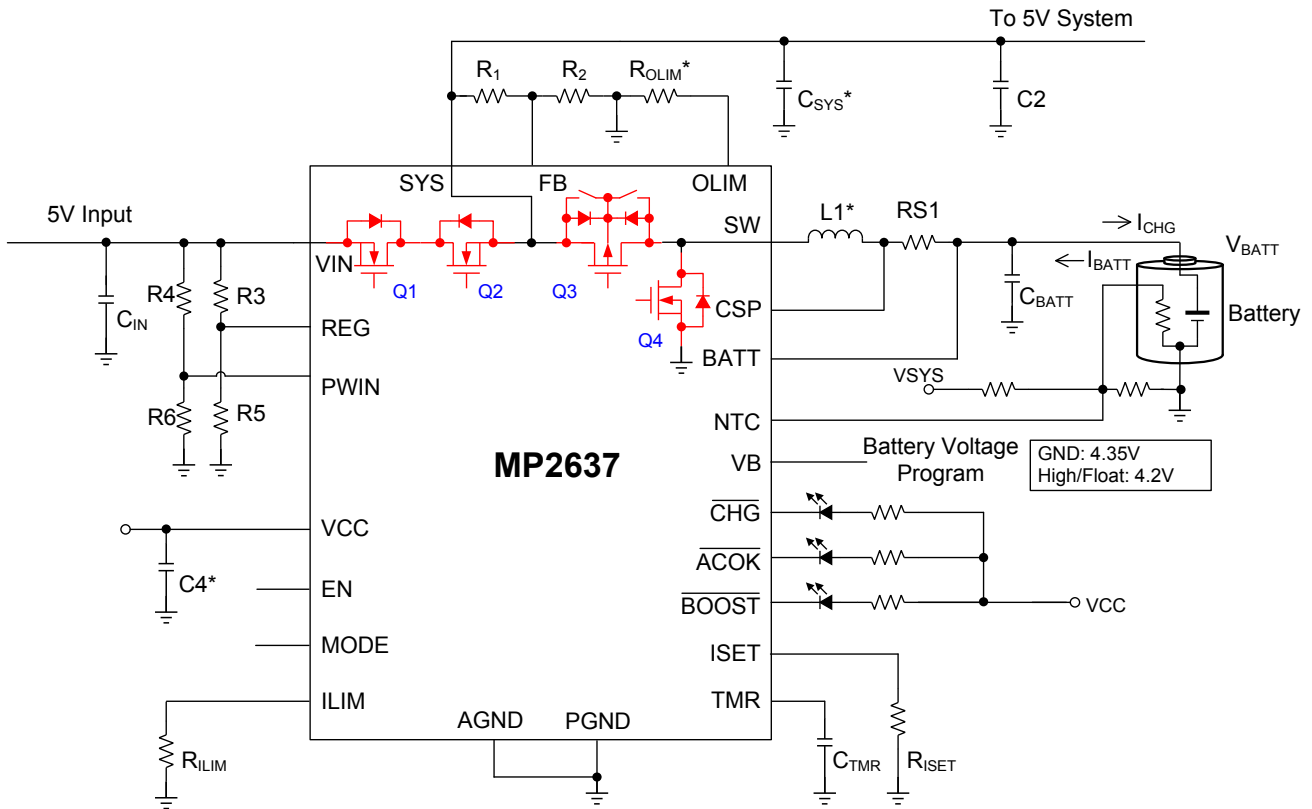 To 5V System
R1
R2
ROLIM*
CSYS*
C2
SYS
FB
OLIM
5V Input
SW
L1*
RS1
ICHG
IBATT
VBATT
VIN
Q1
Q2
Q3
Q4
CIN
R4
R3
REG
CSP
CBATT
Battery
BATT
PWIN
VSYS
R6
R5
NTC
MP2637
VB
Battery Voltage
Program
GND: 4.35V
High/Float: 4.2V
CHG
VCC
ACOK
C4*
EN
BOOST
VCC
MODE
ISET
ILIM
TMR
AGND
PGND
RILIM
CTMR
RISET